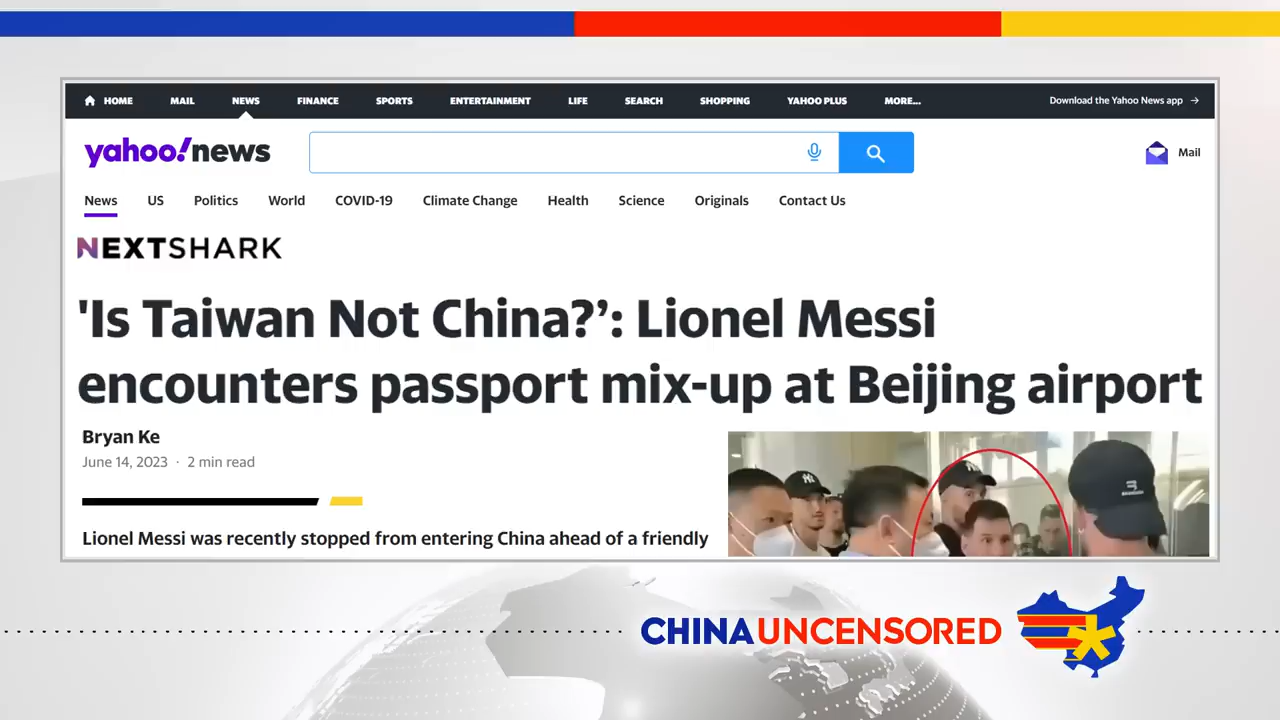 HOME MAIL NEWS FINANCE SPORTS ENTERTAINMENT LIFE SEARCH SHOPPING YAHOO PLUS MORE... Download the Yahoo News app →
yahoo!news
Mail
News US Politics World COVID-19 Climate Change Health Science Originals Contact Us
NEXTSHARK
'Is Taiwan Not China?’: Lionel Messi
encounters passport mix-up at Beijing airport
Bryan Ke
June 14, 2023 · 2 min read
Lionel Messi was recently stopped from entering China ahead of a friendly
CHINA UNCENSORED